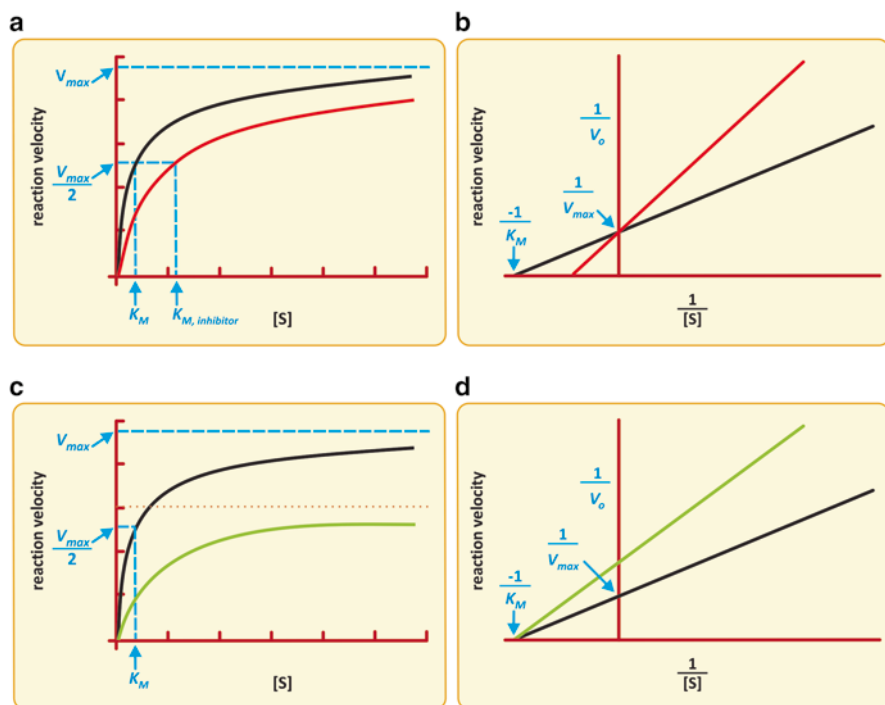 a
V_max
V_max
2
reaction velocity
K_M
K_M, inhibitor
[S]
b
reaction velocity
1
V_o
1
V_max
-1
K_M
1
[S]
c
V_max
V_max
2
reaction velocity
K_M
[S]
d
reaction velocity
1
V_o
1
V_max
-1
K_M
1
[S]